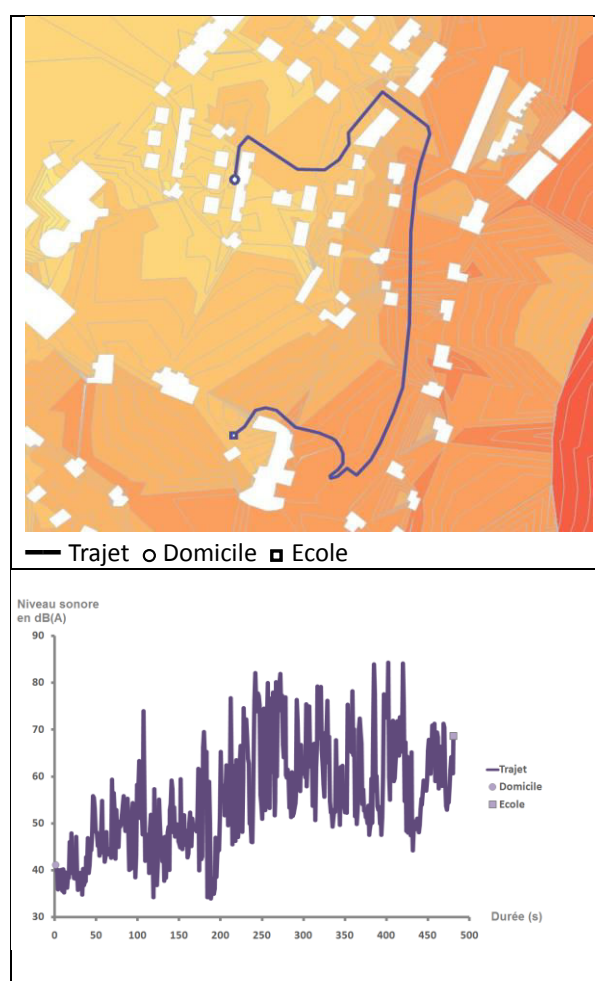 Trajet Domicile Ecole
Niveau sonore
en dB(A)
90
80
70
60
50
40
30
Trajet
Domicile
Ecole
Durée (s)
0 50 100 150 200 250 300 350 400 450 500